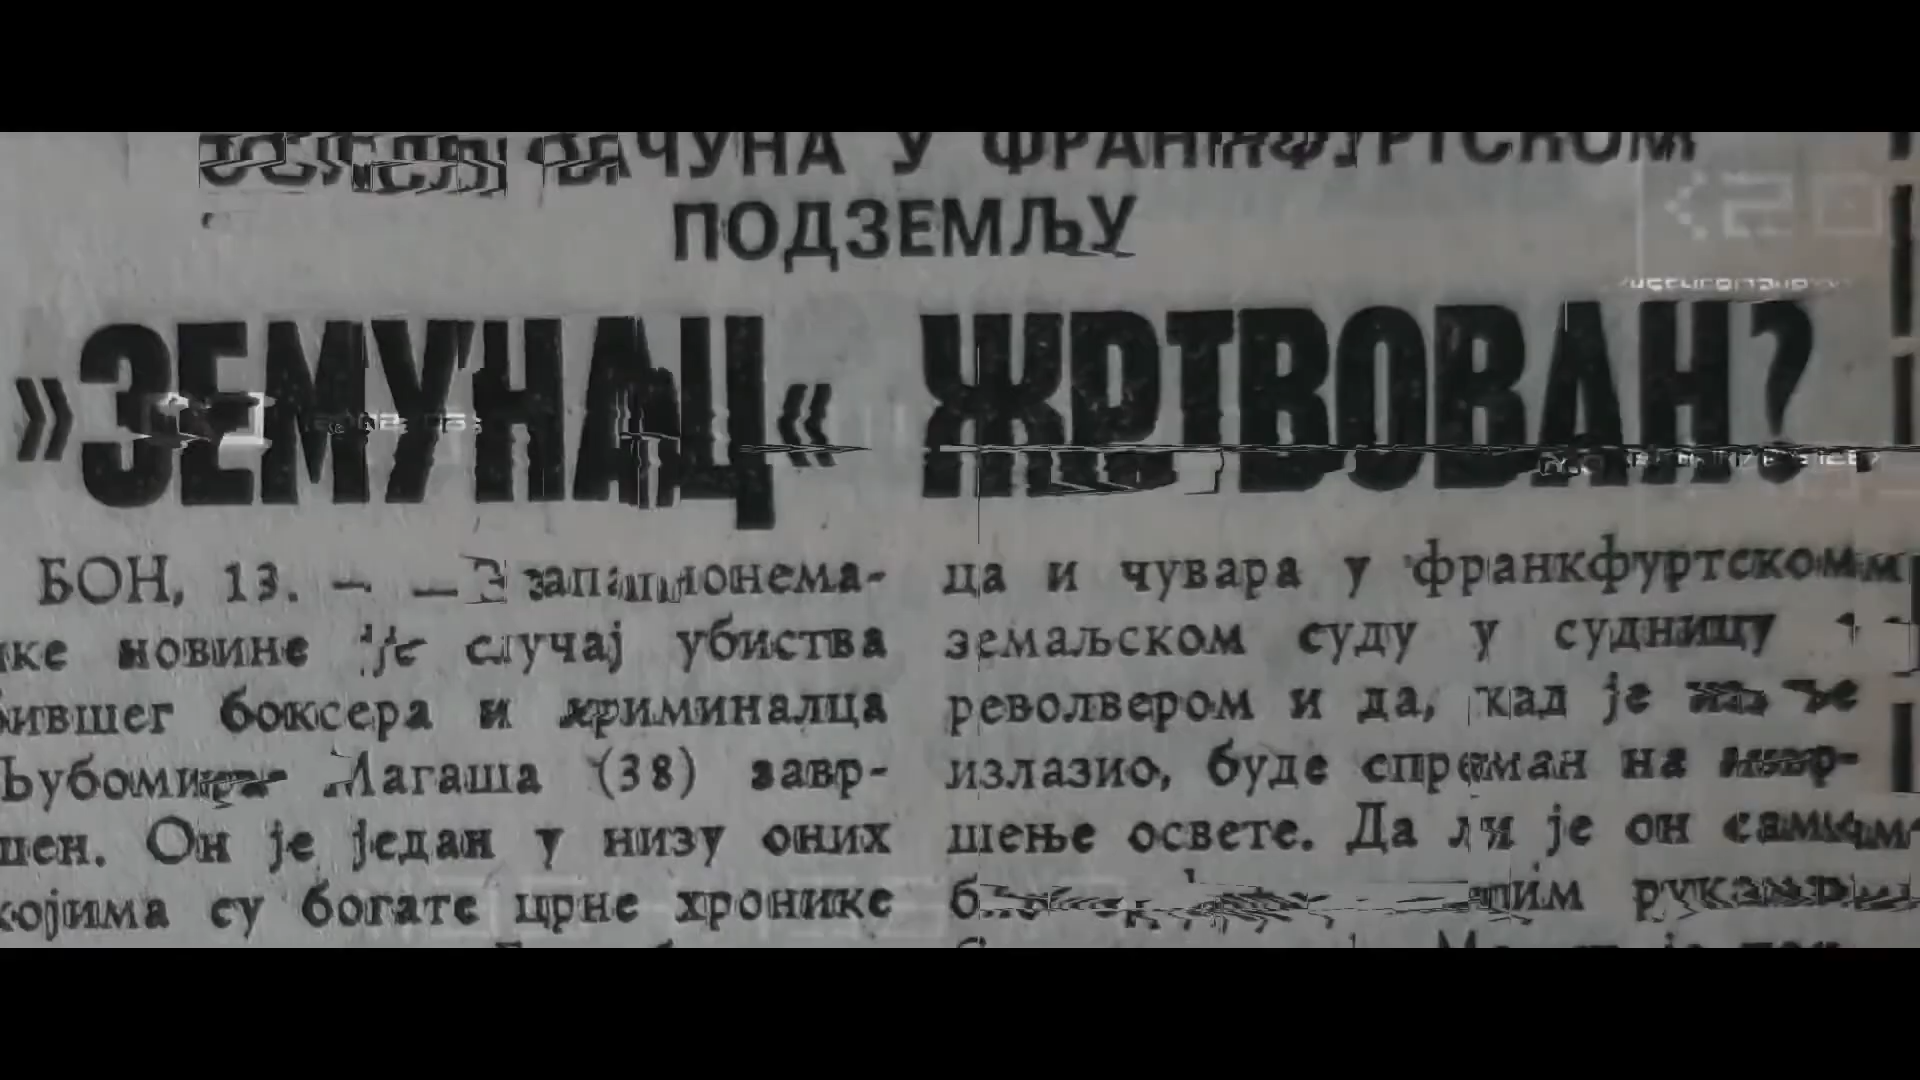 ЧУНА У ФРАНКФУРТСКОМ
ПОДЗЕМЉУ
»ЗЕМУНАЦ« ЖРТВОВАН?
БОН, 13. — — западнонема-
ке новине је случај убиства
бившег боксера и криминалца
Љубомира Магаша (38) завр-
шен. Он је један у низу оних
којима су богате црне хронике
ца и чувара у франкфуртском
земаљском суду у судницу
револвером и да, кад је
излазио, буде спреман на извр-
шење освете. Да ли је он самим